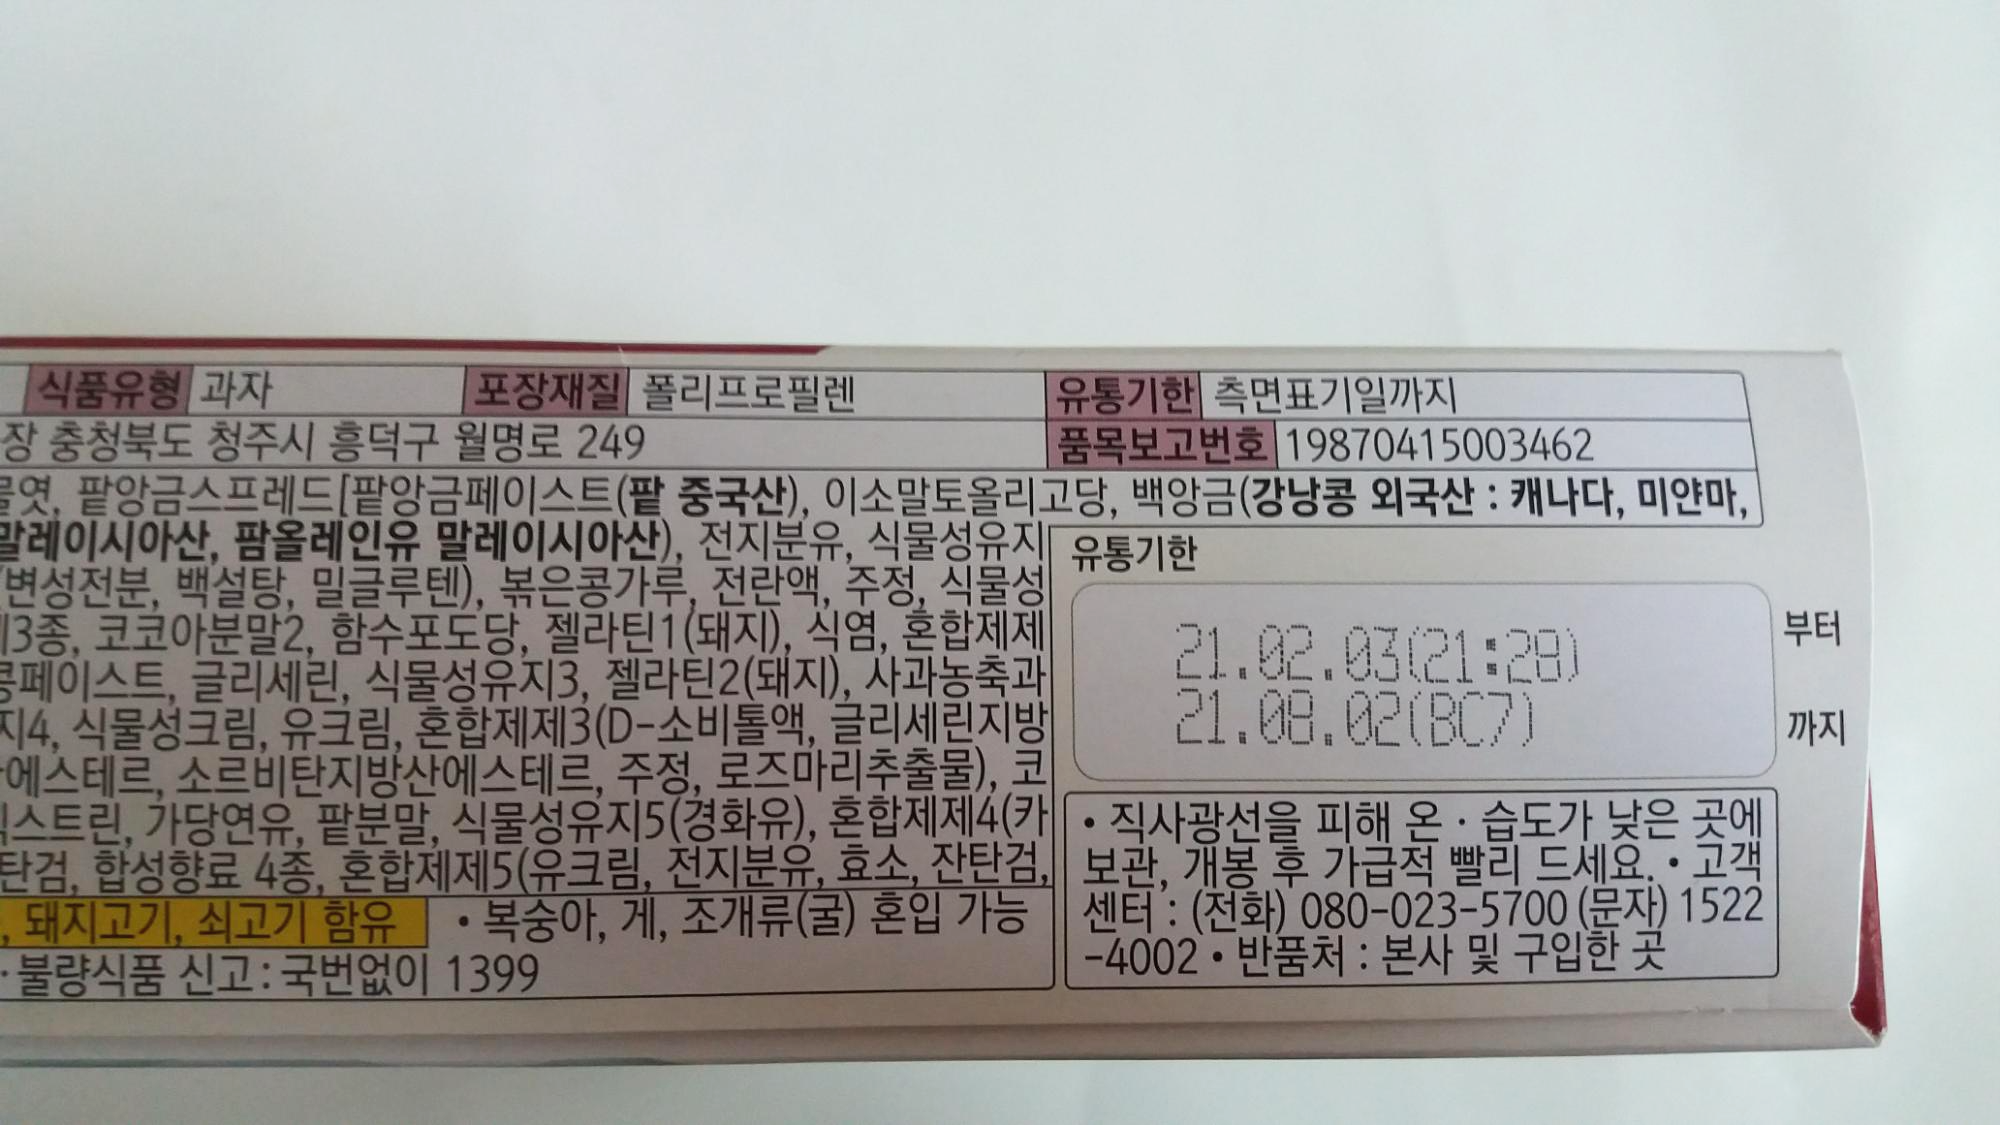 식품유형 과자 포장재질 폴리프로필렌 유통기한 측면표기일까지
장 충청북도 청주시 흥덕구 월명로 249 품목보고번호 19870415003462
물엿, 팥앙금스프레드[팥앙금페이스트(팥 중국산), 이소말토올리고당, 백앙금(강낭콩 외국산 : 캐나다, 미얀마,
말레이시아산, 팜올레인유 말레이시아산), 전지분유, 식물성유지
(변성전분, 백설탕, 밀글루텐), 볶은콩가루, 전란액, 주정, 식물성
3종, 코코아분말2, 함수포도당, 젤라틴1(돼지), 식염, 혼합제제
페이스트, 글리세린, 식물성유지3, 젤라틴2(돼지), 사과농축과
지4, 식물성크림, 유크림, 혼합제제3(D-소비톨액, 글리세린지방
에스테르, 소르비탄지방산에스테르, 주정, 로즈마리추출물), 코
스트린, 가당연유, 팥분말, 식물성유지5(경화유), 혼합제제4(카
탄검, 합성향료 4종, 혼합제제5(유크림, 전지분유, 효소, 잔탄검,
, 돼지고기, 쇠고기 함유 • 복숭아, 게, 조개류(굴) 혼입 가능
·불량식품 신고 : 국번없이 1399
유통기한
21.02.03(21:28) 부터
21.08.02(BC7) 까지
• 직사광선을 피해 온 · 습도가 낮은 곳에
보관, 개봉 후 가급적 빨리 드세요. • 고객
센터 : (전화) 080-023-5700 (문자) 1522
-4002 • 반품처 : 본사 및 구입한 곳